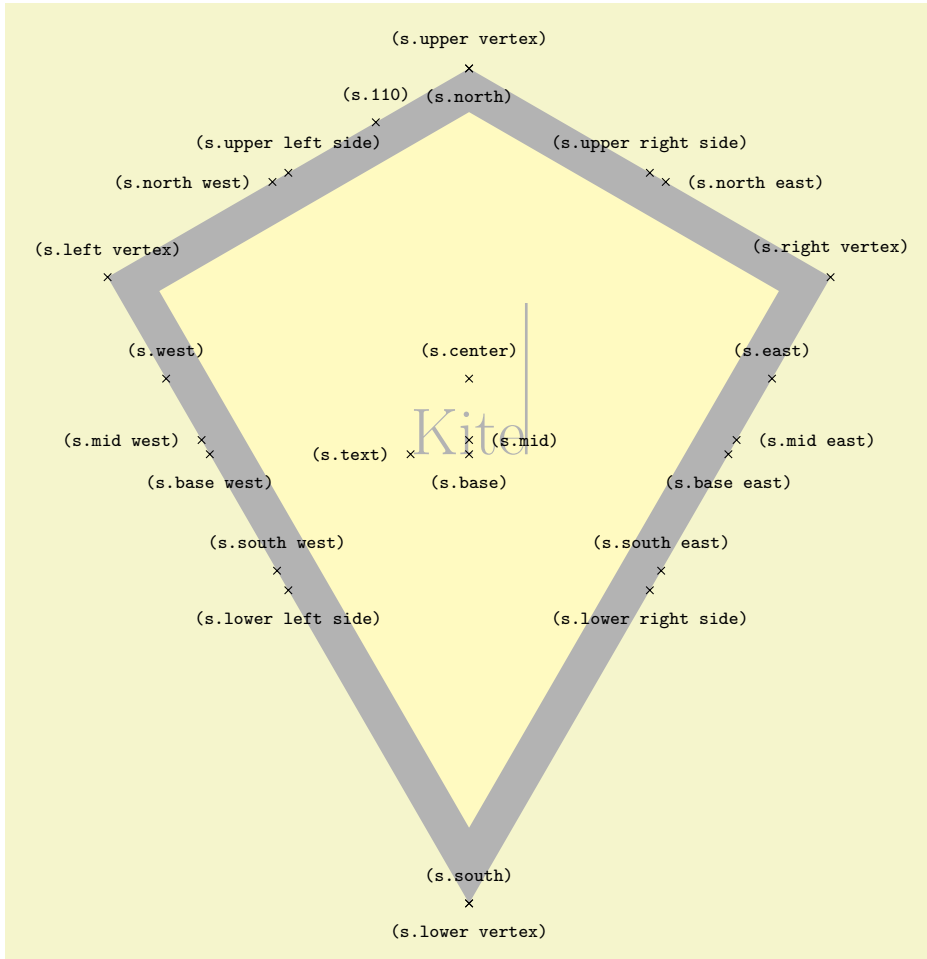 (s.upper vertex)
(s.110) (s.north)
(s.upper left side) (s.upper right side)
(s.north west) (s.north east)
(s.left vertex) (s.right vertex)
(s.west) (s.center) (s.east)
Kite
(s.mid west) (s.mid) (s.mid east)
(s.text)
(s.base west) (s.base) (s.base east)
(s.south west) (s.south east)
(s.lower left side) (s.lower right side)
(s.south)
(s.lower vertex)